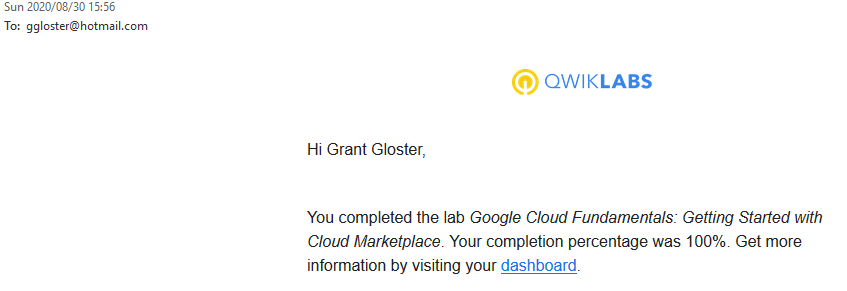 Sun 2020/08/30 15:56
To: ggloster@hotmail.com
QWIKLABS
Hi Grant Gloster,
You completed the lab Google Cloud Fundamentals: Getting Started with
Cloud Marketplace. Your completion percentage was 100%. Get more
information by visiting your dashboard.